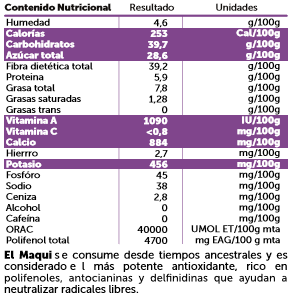 Contenido Nutricional Resultado Unidades
Humedad 4,6 g/100g
Calorías 253 Cal/100g
Carbohidratos 39,7 g/100g
Azúcar total 28,6 g/100g
Fibra dietética total 39,2 g/100g
Proteina 5,9 g/100g
Grasa total 7,8 g/100g
Grasas saturadas 1,28 g/100g
Grasas trans 0 g/100g
Vitamina A 1090 IU/100g
Vitamina C <0,8 mg/100g
Calcio 884 mg/100g
Hierrro 2,7 mg/100g
Potasio 456 mg/100g
Fosfóro 45 mg/100g
Sodio 38 mg/100g
Ceniza 2,8 mg/100g
Alcohol 0 mg/100g
Cafeína 0 mg/100g
ORAC 40000 UMOL ET/100g mta
Polifenol total 4700 mg EAG/100 g mta
El Maqui se consume desde tiempos ancestrales y es
considerado e l más potente antioxidante, rico en
polifenoles, antocianinas y delfinidinas que ayudan a
neutralizar radicales libres.